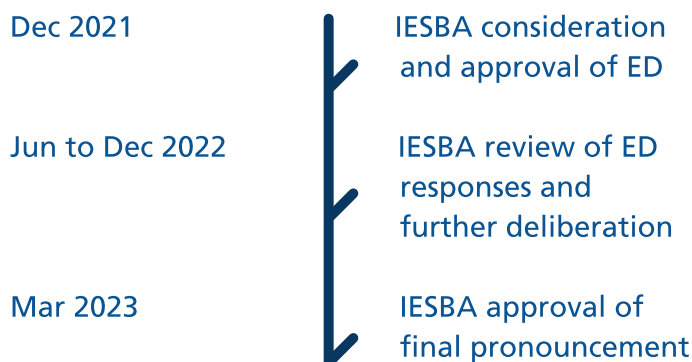 Dec 2021
IESBA consideration
and approval of ED
Jun to Dec 2022
IESBA review of ED
responses and
further deliberation
Mar 2023
IESBA approval of
final pronouncement